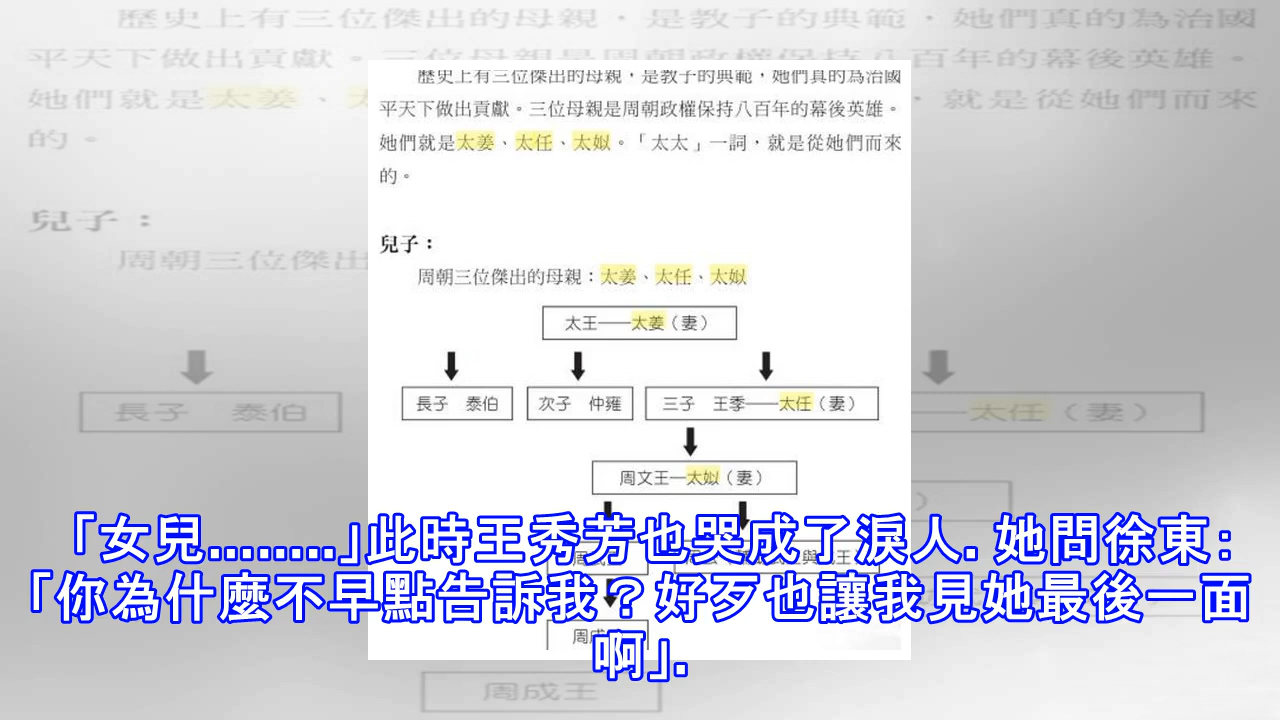 歷史上有三位傑出的母親，是教子的典範，她們真的為治國
平天下做出貢獻。三位母親是周朝政權保持八百年的幕後英雄。
她們就是太姜、太任、太姒。「太太」一詞，就是從她們而來
的。
兒子：
周朝三位傑出的母親：太姜、太任、太姒
太王——太姜（妻）
長子 泰伯
次子 仲雍
三子 王季——太任（妻）
周文王—太姒（妻）
「女兒........」此時王秀芳也哭成了淚人.她問徐東:
「你為什麼不早點告訴我？好歹也讓我見她最後一面
啊」.
周成王